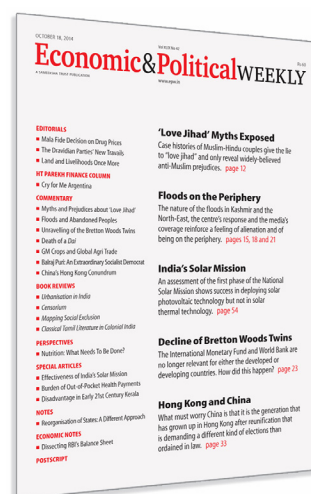 OCTOBER 18, 2014
Vol XLIX No 42
Rs 60
Economic&PoliticalWEEKLY
A SAMEEKSHA TRUST PUBLICATION
www.epw.in
EDITORIALS
Mala Fide Decision on Drug Prices
The Dravidian Parties' New Travails
Land and Livelihoods Once More
HT PAREKH FINANCE COLUMN
Cry for Me Argentina
COMMENTARY
Myths and Prejudices about 'Love Jihad'
Floods and Abandoned Peoples
Unravelling of the Bretton Woods Twins
Death of a Dai
GM Crops and Global Agri Trade
Balraj Puri: An Extraordinary Socialist Democrat
China's Hong Kong Conundrum
BOOK REVIEWS
Urbanisation in India
Censorium
Mapping Social Exclusion
Classical Tamil Literature in Colonial India
PERSPECTIVES
Nutrition: What Needs To Be Done?
SPECIAL ARTICLES
Effectiveness of India's Solar Mission
Burden of Out-of-Pocket Health Payments
Disadvantage in Early 21st Century Kerala
NOTES
Reorganisation of States: A Different Approach
ECONOMIC NOTES
Dissecting RBI's Balance Sheet
POSTSCRIPT
'Love Jihad' Myths Exposed
Case histories of Muslim-Hindu couples give the lie
to "love jihad" and only reveal widely-believed
anti-Muslim prejudices. page 12
Floods on the Periphery
The nature of the floods in Kashmir and the
North-East, the centre's response and the media's
coverage reinforce a feeling of alienation and of
being on the periphery. pages 15, 18 and 21
India's Solar Mission
An assessment of the first phase of the National
Solar Mission shows success in deploying solar
photovoltaic technology but not in solar
thermal technology. page 54
Decline of Bretton Woods Twins
The International Monetary Fund and World Bank are
no longer relevant for either the developed or
developing countries. How did this happen? page 23
Hong Kong and China
What must worry China is that it is the generation that
has grown up in Hong Kong after reunification that
is demanding a different kind of elections than
ordained in law. page 33